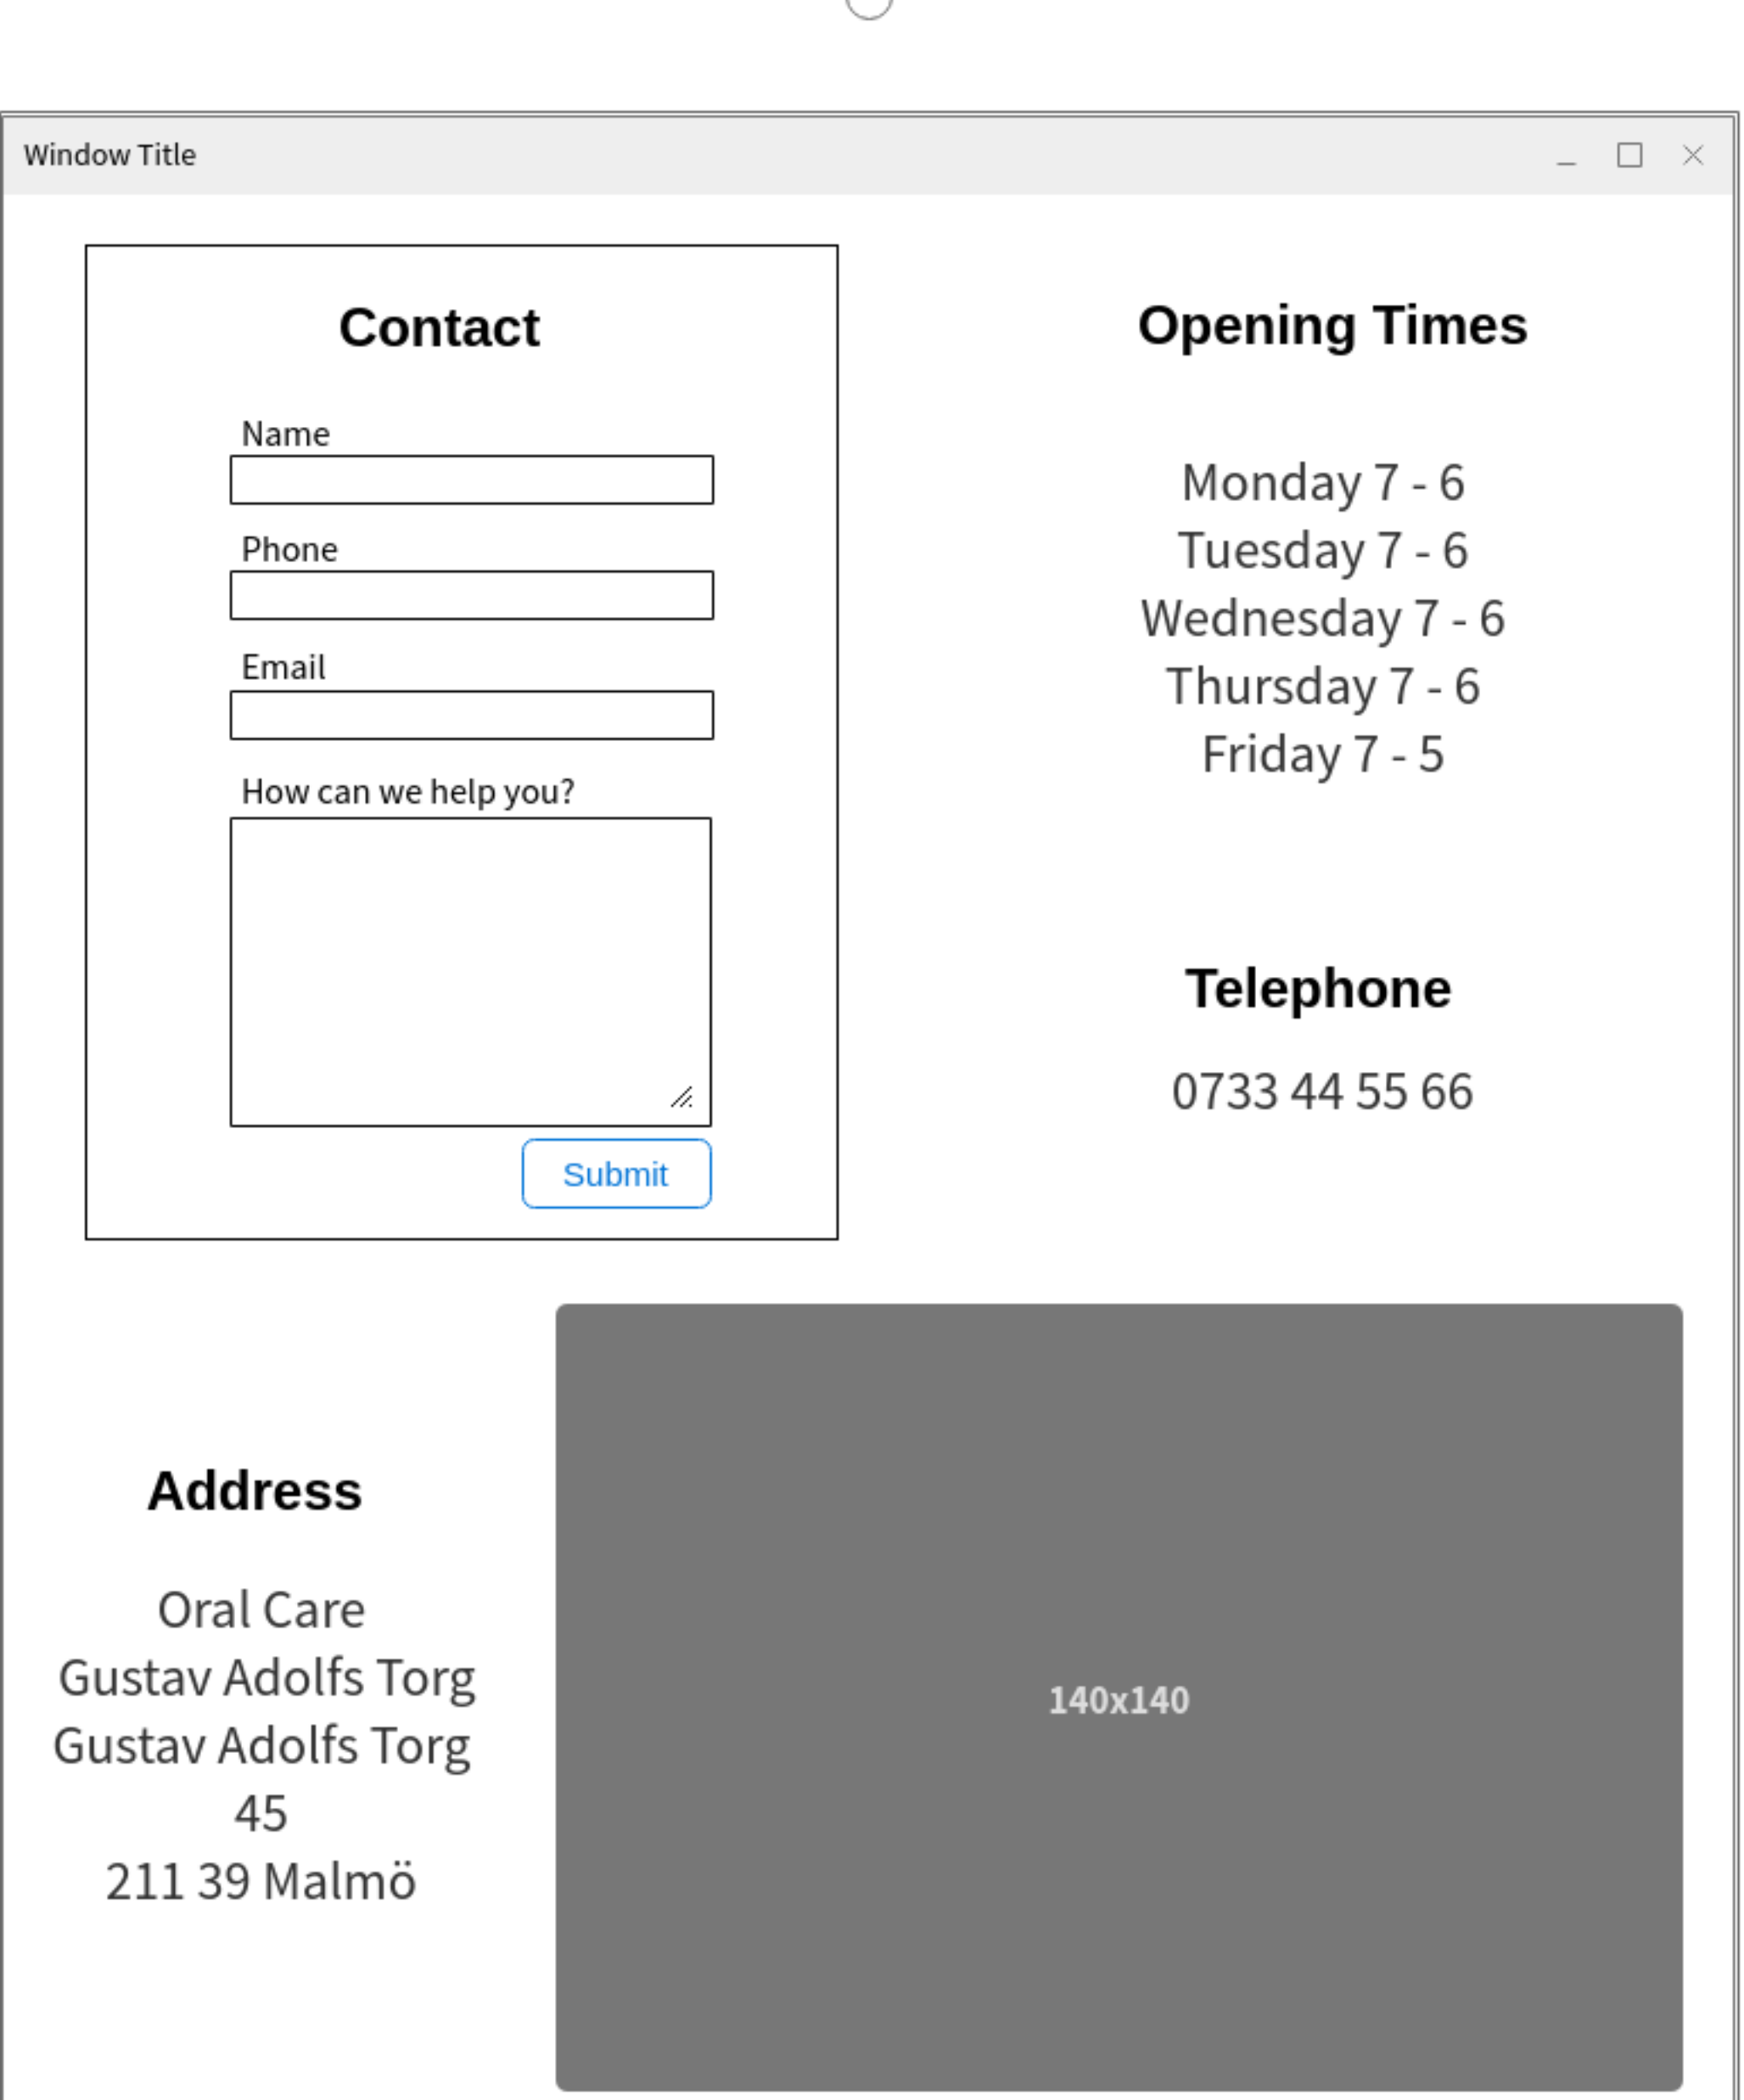 Window Title
Contact
Name
Phone
Email
How can we help you?
Submit
Opening Times
Monday 7 - 6
Tuesday 7 - 6
Wednesday 7 - 6
Thursday 7 - 6
Friday 7 - 5
Telephone
0733 44 55 66
Address
Oral Care
Gustav Adolfs Torg
Gustav Adolfs Torg
45
211 39 Malmö
140x140